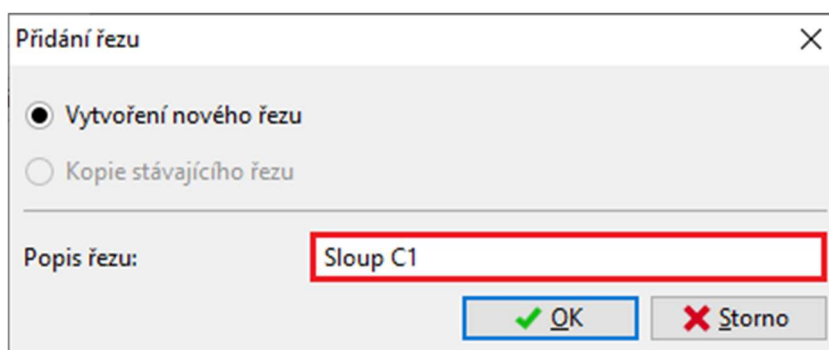 Přidání řezu
Vytvoření nového řezu
Kopie stávajícího řezu
Popis řezu: Sloup C1
OK Storno